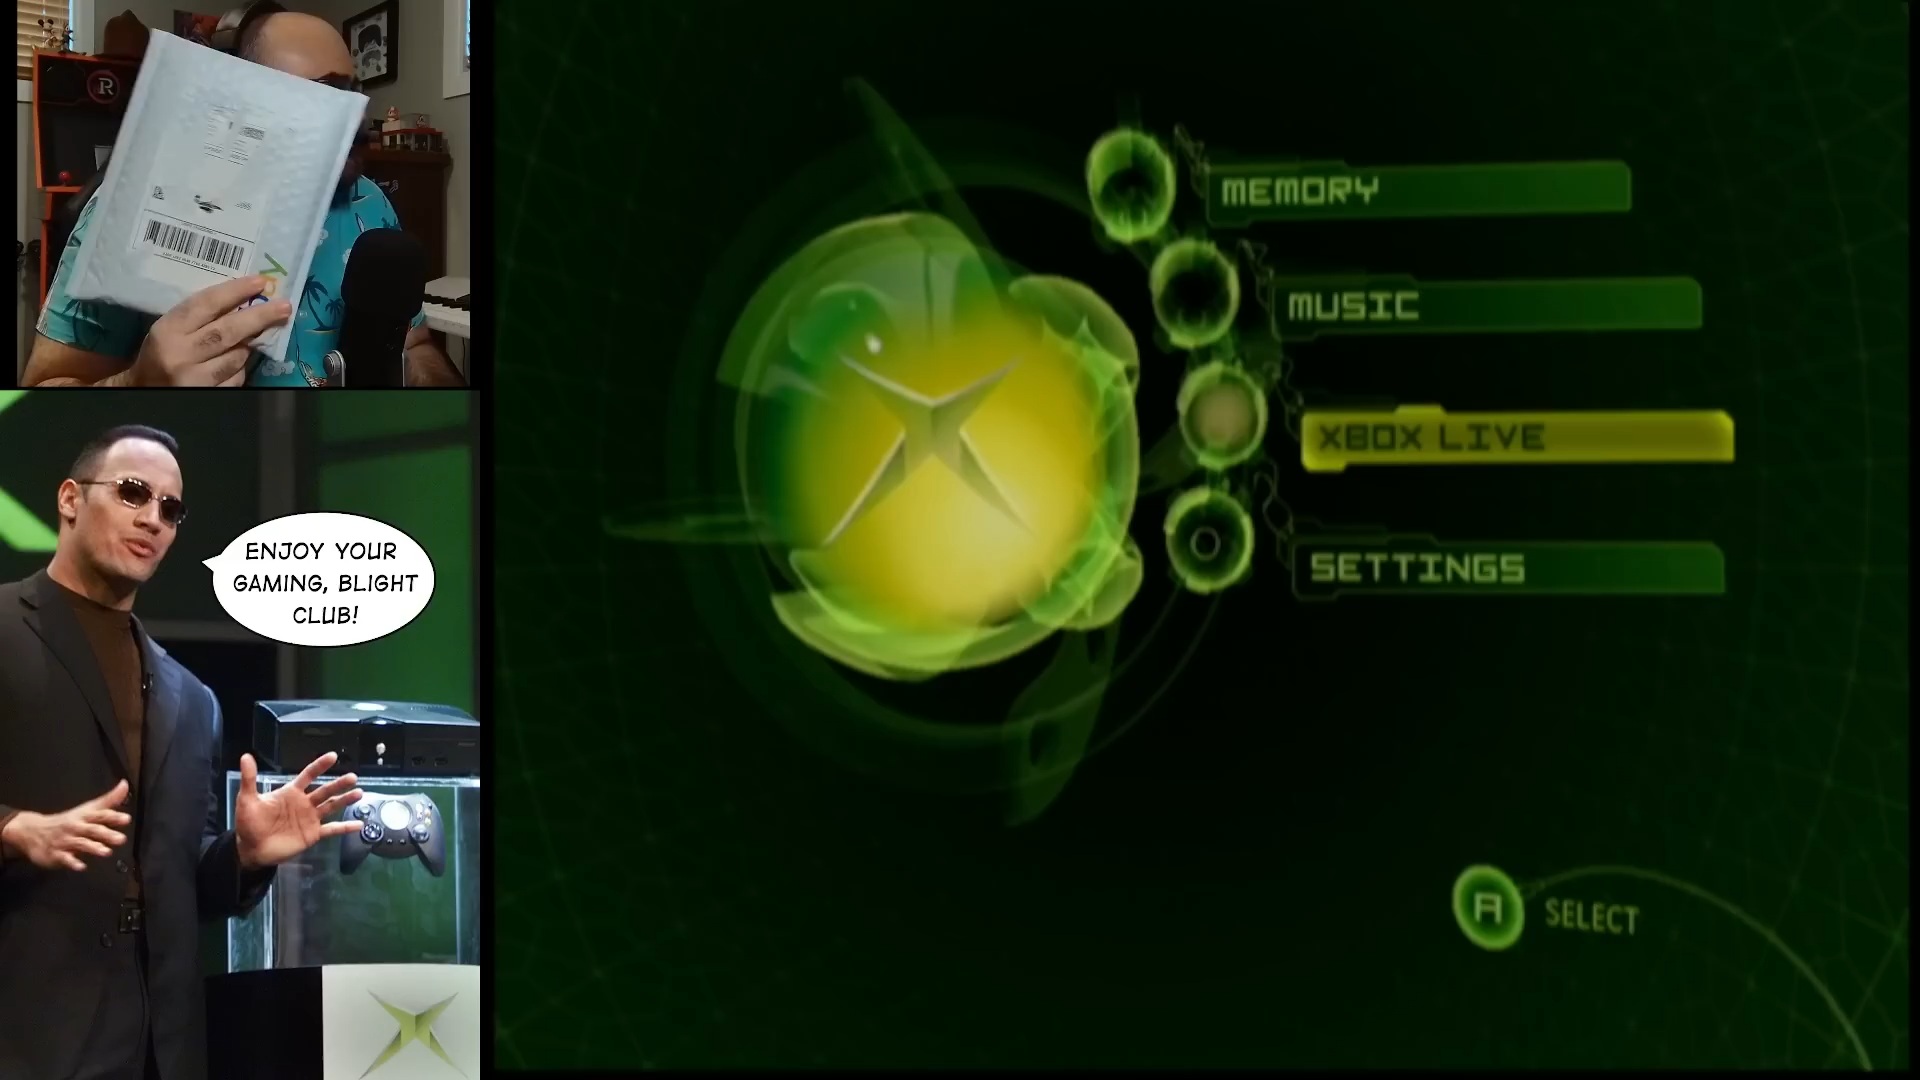 R
ENJOY YOUR
GAMING, BLIGHT
CLUB!
MEMORY
MUSIC
XBOX LIVE
SETTINGS
A SELECT